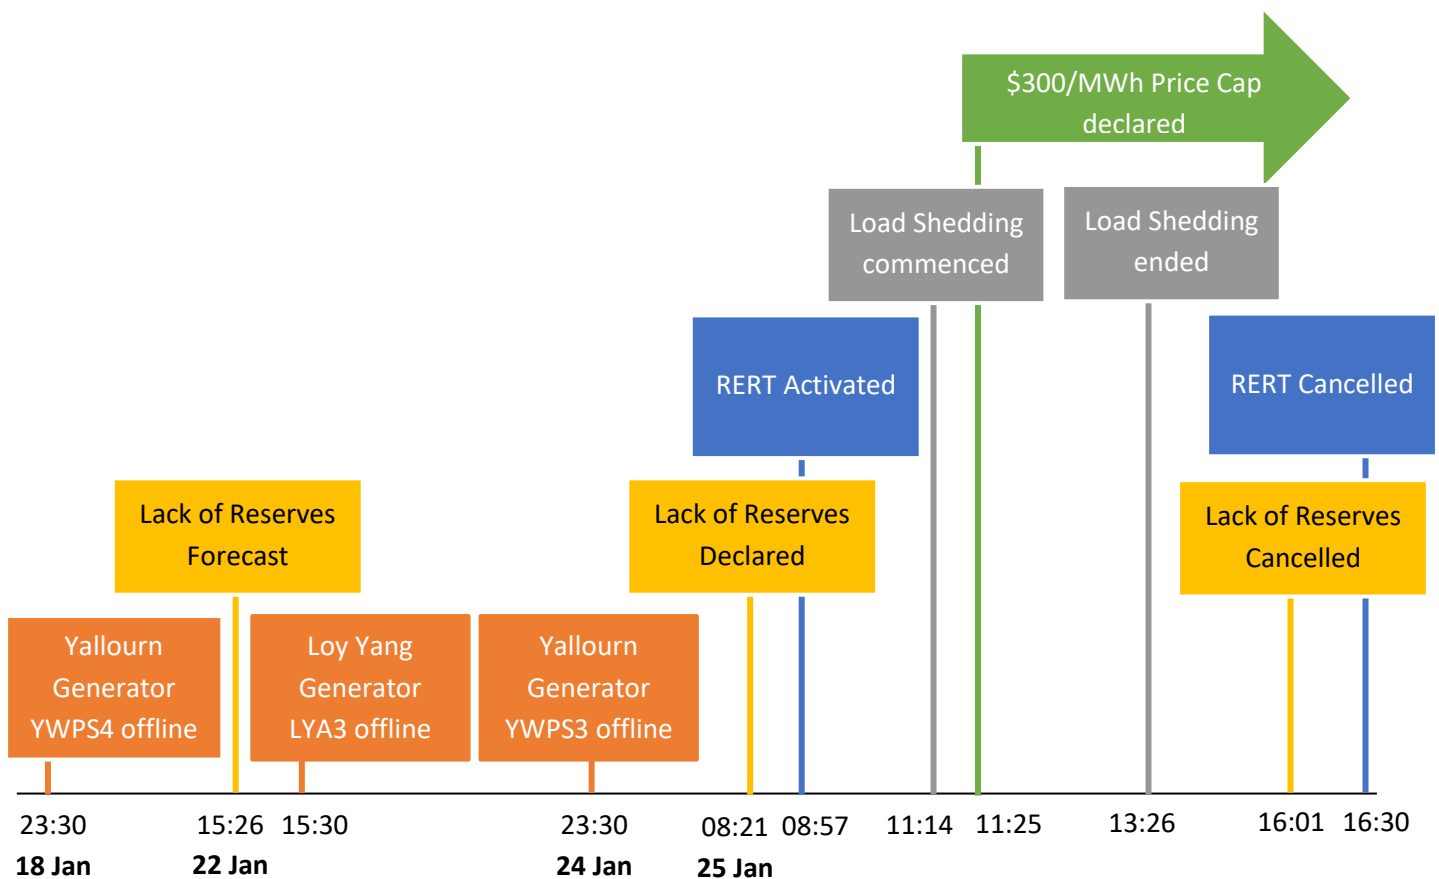 $300/MWh Price Cap
declared
Load Shedding
commenced
Load Shedding
ended
RERT Activated
RERT Cancelled
Lack of Reserves
Forecast
Lack of Reserves
Declared
Lack of Reserves
Cancelled
Yallourn
Generator
YWPS4 offline
Loy Yang
Generator
LYA3 offline
Yallourn
Generator
YWPS3 offline
23:30 15:26 15:30 23:30 08:21 08:57 11:14 11:25 13:26 16:01 16:30
18 Jan 22 Jan 24 Jan 25 Jan